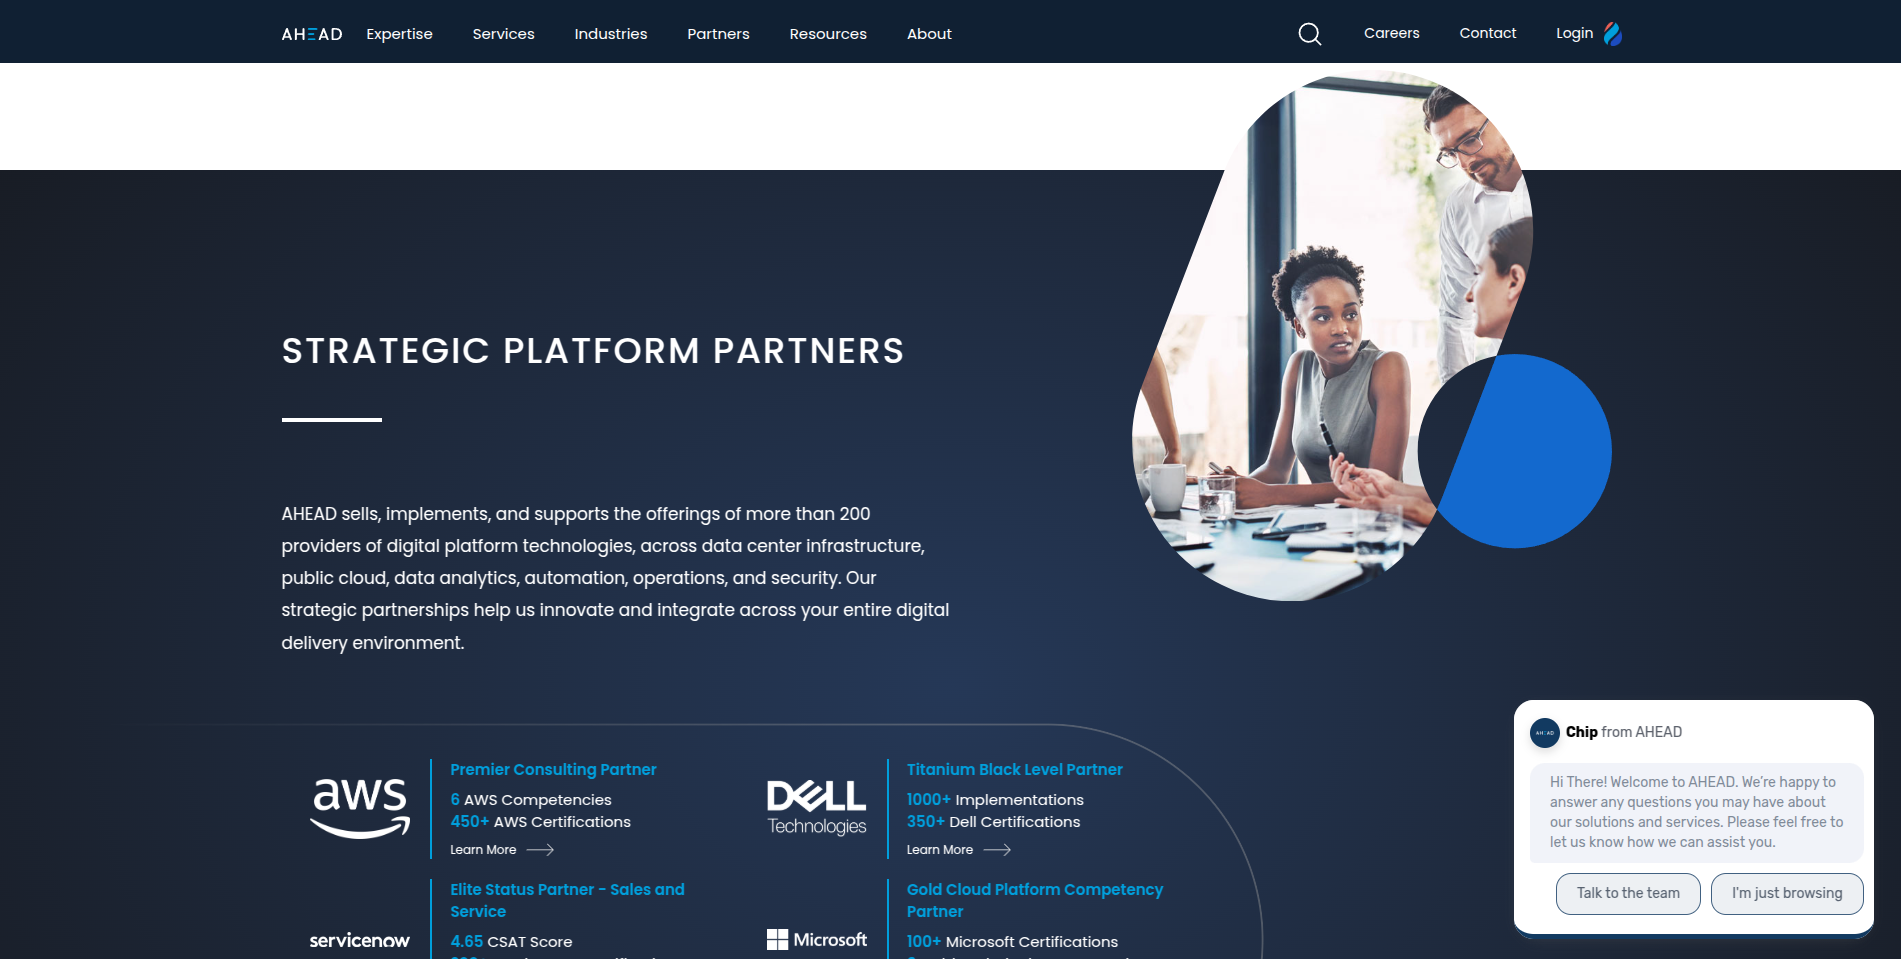 AHEAD Expertise Services Industries Partners Resources About Careers Contact Login
STRATEGIC PLATFORM PARTNERS
AHEAD sells, implements, and supports the offerings of more than 200
providers of digital platform technologies, across data center infrastructure,
public cloud, data analytics, automation, operations, and security. Our
strategic partnerships help us innovate and integrate across your entire digital
delivery environment.
aws
Premier Consulting Partner
6 AWS Competencies
450+ AWS Certifications
Learn More
DELL
Technologies
Titanium Black Level Partner
1000+ Implementations
350+ Dell Certifications
Learn More
servicenow
Elite Status Partner - Sales and
Service
4.65 CSAT Score
Microsoft
Gold Cloud Platform Competency
Partner
100+ Microsoft Certifications
AHEAD
Chip from AHEAD
Hi There! Welcome to AHEAD. We're happy to
answer any questions you may have about
our solutions and services. Please feel free to
let us know how we can assist you.
Talk to the team
I'm just browsing